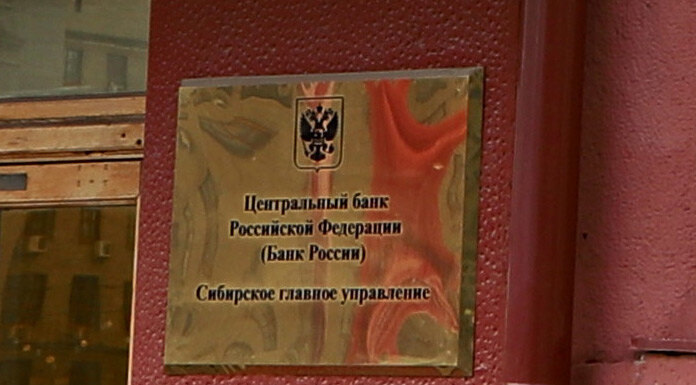 Центральный банк
Российской Федерации
(Банк России)
Сибирское главное управление